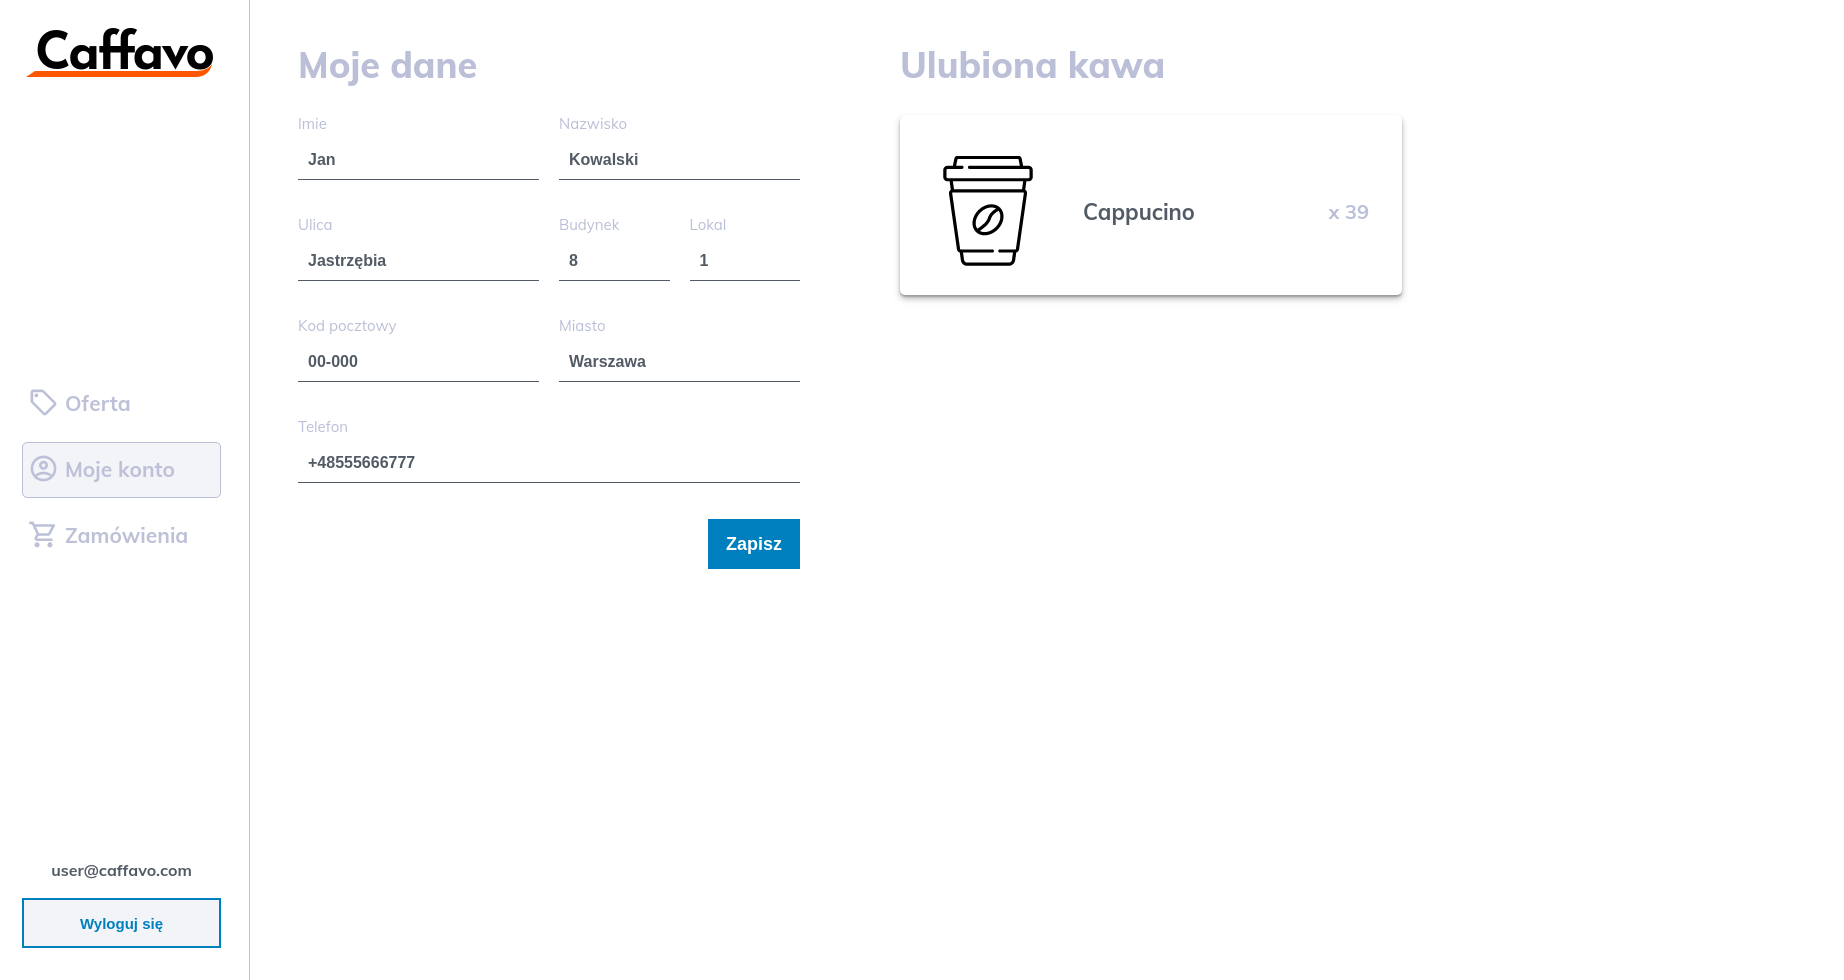 Caffavo
Oferta
Moje konto
Zamówienia
user@caffavo.com
Wyloguj się
Moje dane
Imie
Nazwisko
Jan
Kowalski
Ulica
Budynek
Lokal
Jastrzębia
8
1
Kod pocztowy
Miasto
00-000
Warszawa
Telefon
+48555666777
Zapisz
Ulubiona kawa
Cappucino
x 39